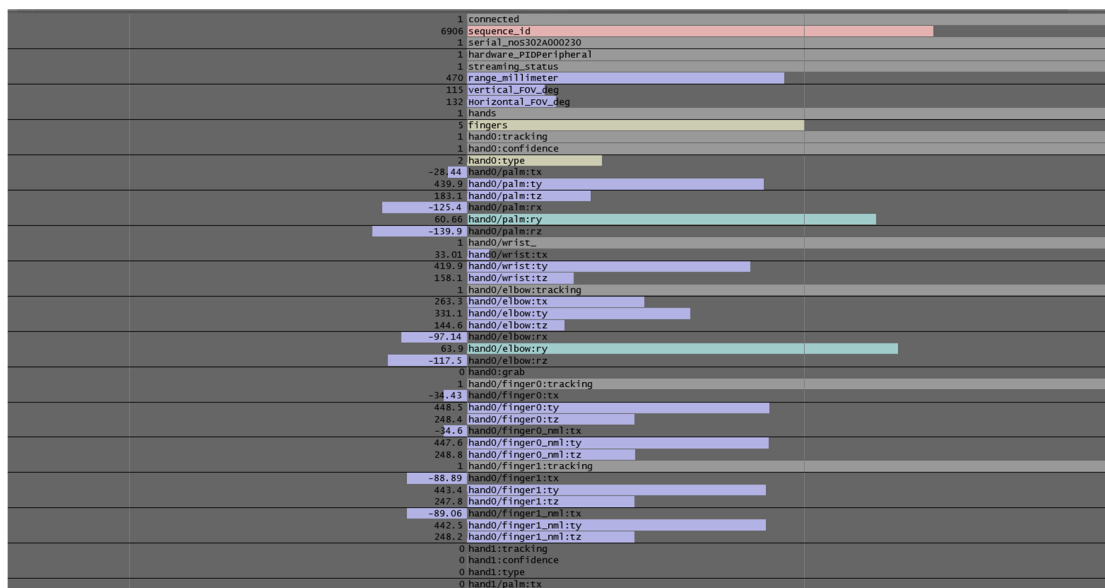 1 connected
6906 sequence_id
1 serial_noS302A000230
1 hardware_PIDPeripheral
1 streaming_status
470 range_millimeter
115 vertical_FOV_deg
132 Horizontal_FOV_deg
1 hands
5 fingers
1 hand0:tracking
1 hand0:confidence
2 hand0:type
-28.44 hand0/palm:tx
439.9 hand0/palm:ty
183.1 hand0/palm:tz
-125.4 hand0/palm:rx
60.66 hand0/palm:ry
-139.9 hand0/palm:rz
1 hand0/wrist_
33.01 hand0/wrist:tx
419.9 hand0/wrist:ty
158.1 hand0/wrist:tz
1 hand0/elbow:tracking
263.3 hand0/elbow:tx
331.1 hand0/elbow:ty
144.6 hand0/elbow:tz
-97.14 hand0/elbow:rx
63.9 hand0/elbow:ry
-117.5 hand0/elbow:rz
0 hand0:grab
1 hand0/finger0:tracking
-34.43 hand0/finger0:tx
448.5 hand0/finger0:ty
248.4 hand0/finger0:tz
-34.6 hand0/finger0_nml:tx
447.6 hand0/finger0_nml:ty
248.8 hand0/finger0_nml:tz
1 hand0/finger1:tracking
-88.89 hand0/finger1:tx
443.4 hand0/finger1:ty
247.8 hand0/finger1:tz
-89.06 hand0/finger1_nml:tx
442.5 hand0/finger1_nml:ty
248.2 hand0/finger1_nml:tz
0 hand1:tracking
0 hand1:confidence
0 hand1:type
0 hand1/palm:tx